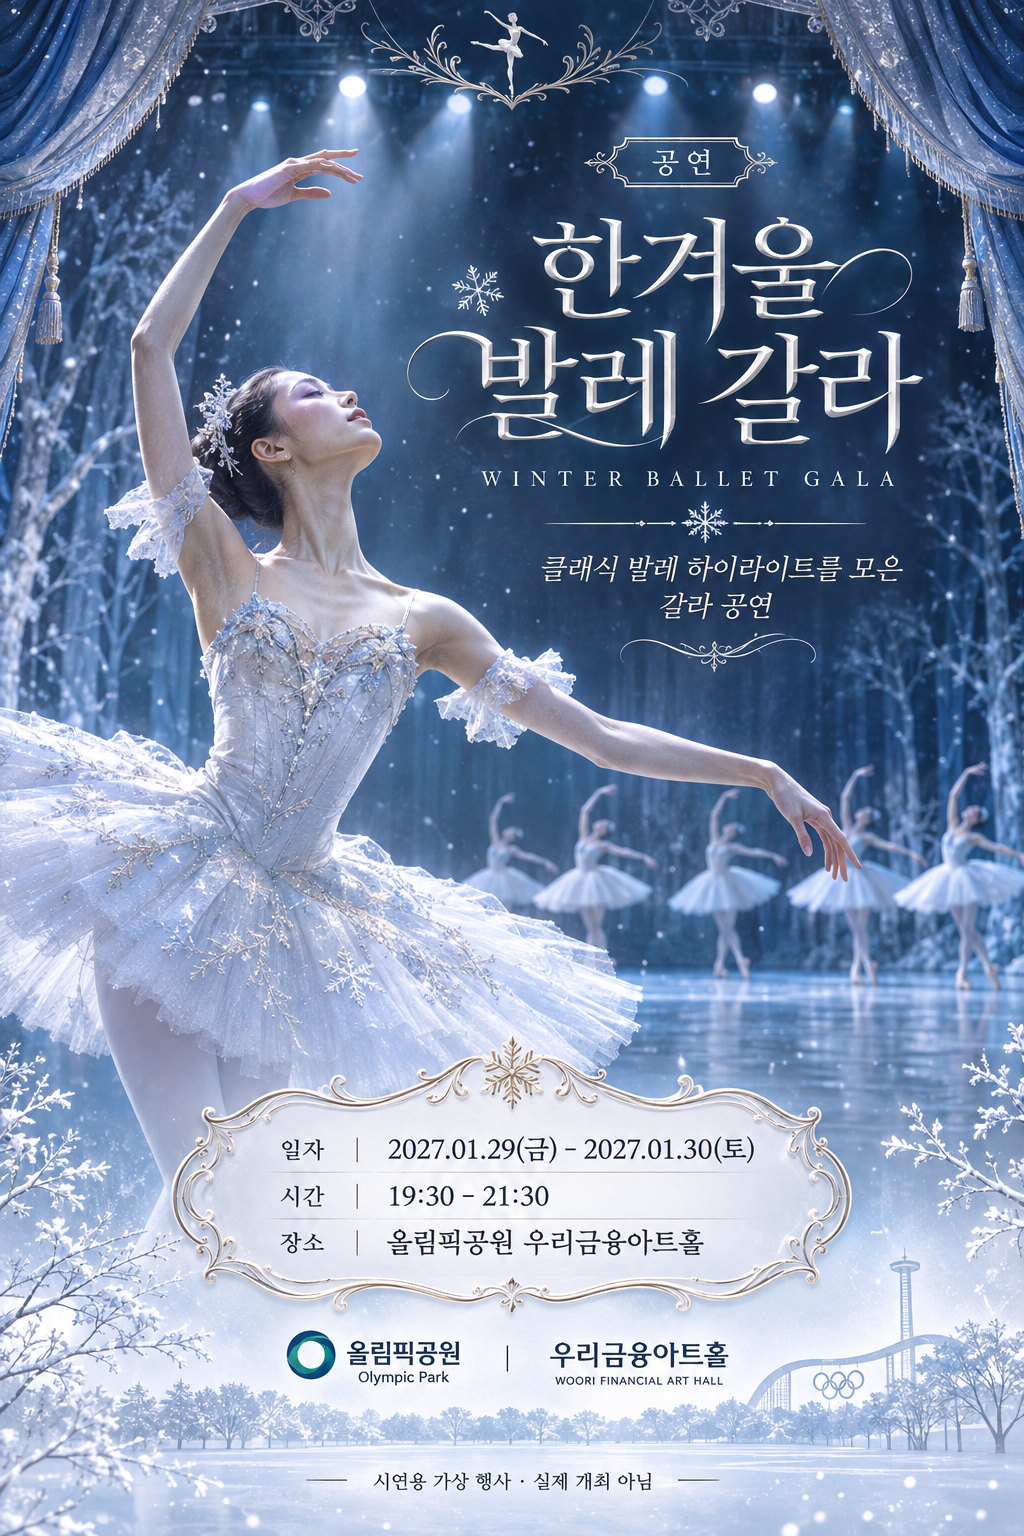 공연
한겨울
발레 갈라
WINTER BALLET GALA
클래식 발레 하이라이트를 모은
갈라 공연
일자 | 2027.01.29(금) - 2027.01.30(토)
시간 | 19:30 - 21:30
장소 | 올림픽공원 우리금융아트홀
올림픽공원 | 우리금융아트홀
Olympic Park WOORI FINANCIAL ART HALL
시연용 가상 행사 · 실제 개최 아님